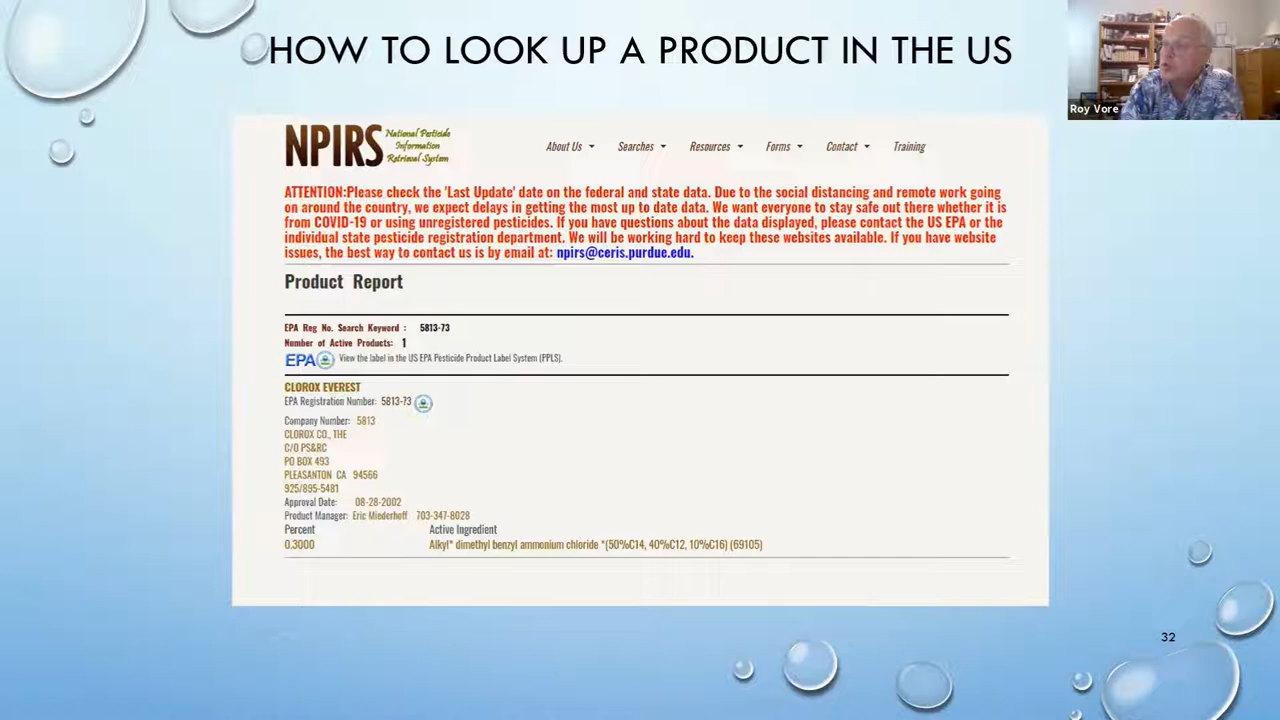 HOW TO LOOK UP A PRODUCT IN THE US
Roy Vore
NPIRS National Pesticide
Information
Retrieval System
About Us Searches Resources Forms Contact Training
ATTENTION:Please check the 'Last Update' date on the federal and state data. Due to the social distancing and remote work going
on around the country, we expect delays in getting the most up to date data. We want everyone to stay safe out there whether it is
from COVID-19 or using unregistered pesticides. If you have questions about the data displayed, please contact the US EPA or the
individual state pesticide registration department. We will be working hard to keep these websites available. If you have website
issues, the best way to contact us is by email at: npirs@ceris.purdue.edu.
Product Report
EPA Reg No. Search Keyword : 5813-73
Number of Active Products: 1
EPA View the label in the US EPA Pesticide Product Label System (PPLS).
CLOROX EVEREST
EPA Registration Number: 5813-73
Company Number: 5813
CLOROX CO., THE
C/O PS&RC
PO BOX 493
PLEASANTON CA 94566
925/895-5481
Approval Date: 08-28-2002
Product Manager: Eric Miederhoff 703-347-8028
Percent Active Ingredient
0.3000 Alkyl* dimethyl benzyl ammonium chloride *(50%C14, 40%C12, 10%C16) (69105)
32